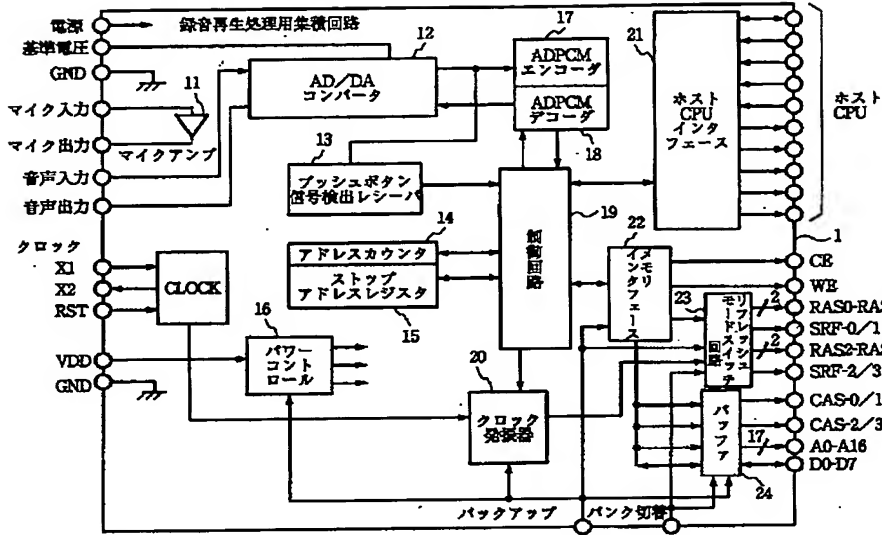 電源
録音再生処理用集積回路
基準電圧
GND
マイク入力
11
マイク出力
マイクアンプ
音声入力
音声出力
12
AD/DA
コンバータ
13
プッシュボタン
信号検出レシーバ
14
アドレスカウンタ
ストップ
アドレスレジスタ
15
16
パワー
コント
ロール
17
ADPCM
エンコーダ
ADPCM
デコーダ
18
制御回路
19
20
クロック
発振器
21
ホスト
CPU
インタ
フェース
ホスト
CPU
22
メモリ
インタフェース
23
リフレッシュ
モードスイッチ
回路
バッファ
24
クロック
X1
X2
RST
CLOCK
VDD
GND
バックアップ
バンク切替
1
CE
WE
2
RAS0-RAS
SRF-0/1
2
RAS2-RAS
SRF-2/3
CAS-0/1
CAS-2/3
17
A0-A16
D0-D7